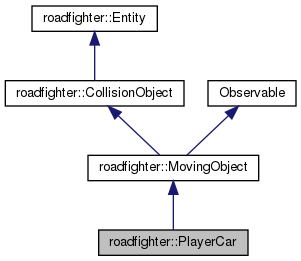 roadfighter::Entity
roadfighter::CollisionObject
Observable
roadfighter::MovingObject
roadfighter::PlayerCar